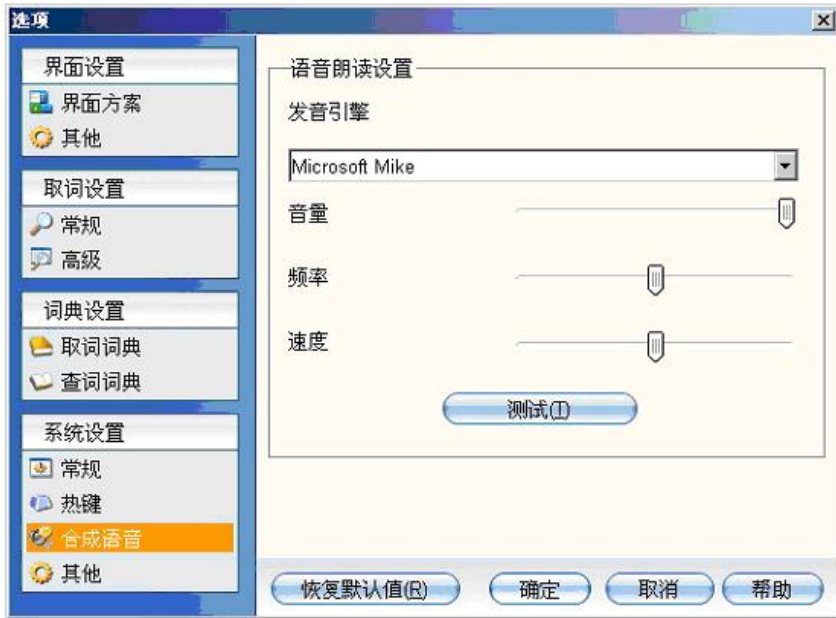 选项
界面设置
界面方案
其他
取词设置
常规
高级
词典设置
取词词典
查词词典
系统设置
常规
热键
合成语音
其他
语音朗读设置
发音引擎
Microsoft Mike
音量
频率
速度
测试(T)
恢复默认值(R)
确定
取消
帮助